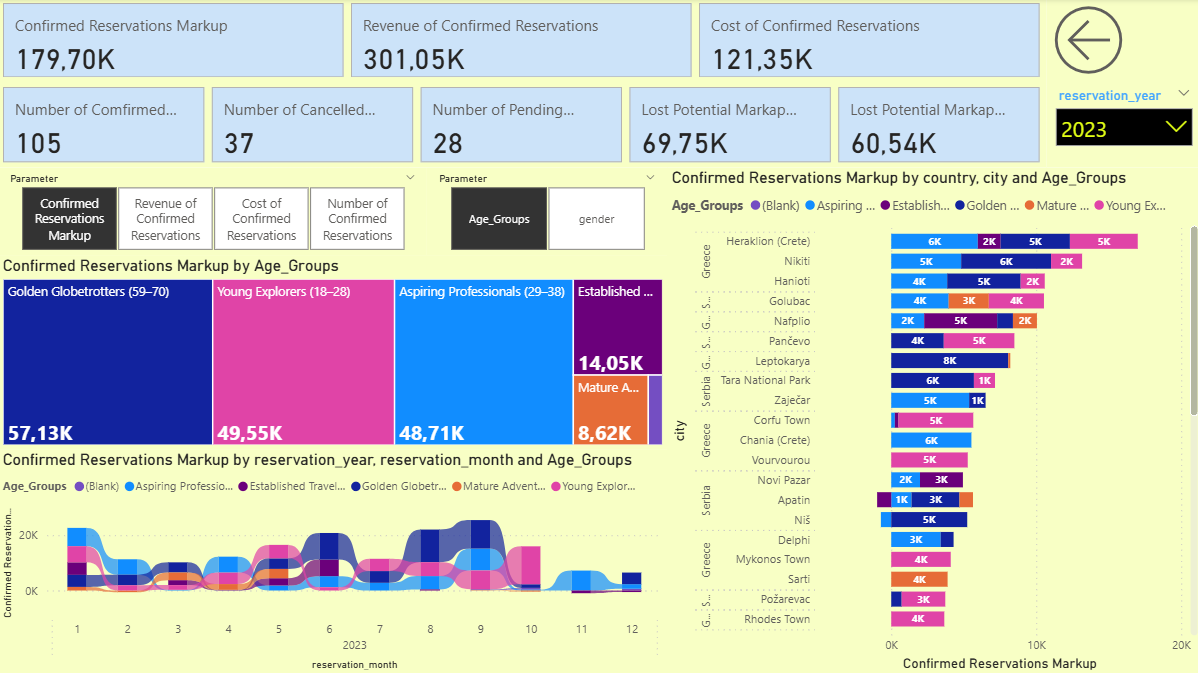 Confirmed Reservations Markup
179,70K
Revenue of Confirmed Reservations
301,05K
Cost of Confirmed Reservations
121,35K
Number of Comfirmed...
105
Number of Cancelled...
37
Number of Pending...
28
Lost Potential Markap...
69,75K
Lost Potential Markap...
60,54K
reservation_year
2023
Parameter
Confirmed
Reservations
Markup
Revenue of
Confirmed
Reservations
Cost of
Confirmed
Reservations
Number of
Confirmed
Reservations
Parameter
Age_Groups
gender
Confirmed Reservations Markup by Age_Groups
Golden Globetrotters (59–70)
57,13K
Young Explorers (18–28)
49,55K
Aspiring Professionals (29–38)
48,71K
Established ...
14,05K
Mature A...
8,62K
Confirmed Reservations Markup by reservation_year, reservation_month and Age_Groups
Age_Groups (Blank) Aspiring Professio... Established Travel... Golden Globetr... Mature Advent... Young Explor...
Confirmed Reservation...
20K
0K
1 2 3 4 5 6 7 8 9 10 11 12
2023
reservation_month
Confirmed Reservations Markup by country, city and Age_Groups
Age_Groups (Blank) Aspiring ... Establish... Golden ... Mature ... Young Ex...
city
Greece
Heraklion (Crete) 6K 2K 5K 5K
Nikiti 5K 6K 2K
Hanioti 4K 5K 2K
S...
Golubac 4K 3K 4K
G...
Nafplio 2K 5K 2K
S...
Pančevo 4K 5K
G...
Leptokarya 8K
Serbia
Tara National Park 6K 1K
Zaječar 5K 1K
Greece
Corfu Town 5K
Chania (Crete) 6K
Vourvourou 5K
Serbia
Novi Pazar 2K 3K
Apatin 1K 3K
Niš 5K
Greece
Delphi 3K
Mykonos Town 4K
Sarti 4K
S...
Požarevac 3K
G...
Rhodes Town 4K
0K 10K 20K
Confirmed Reservations Markup